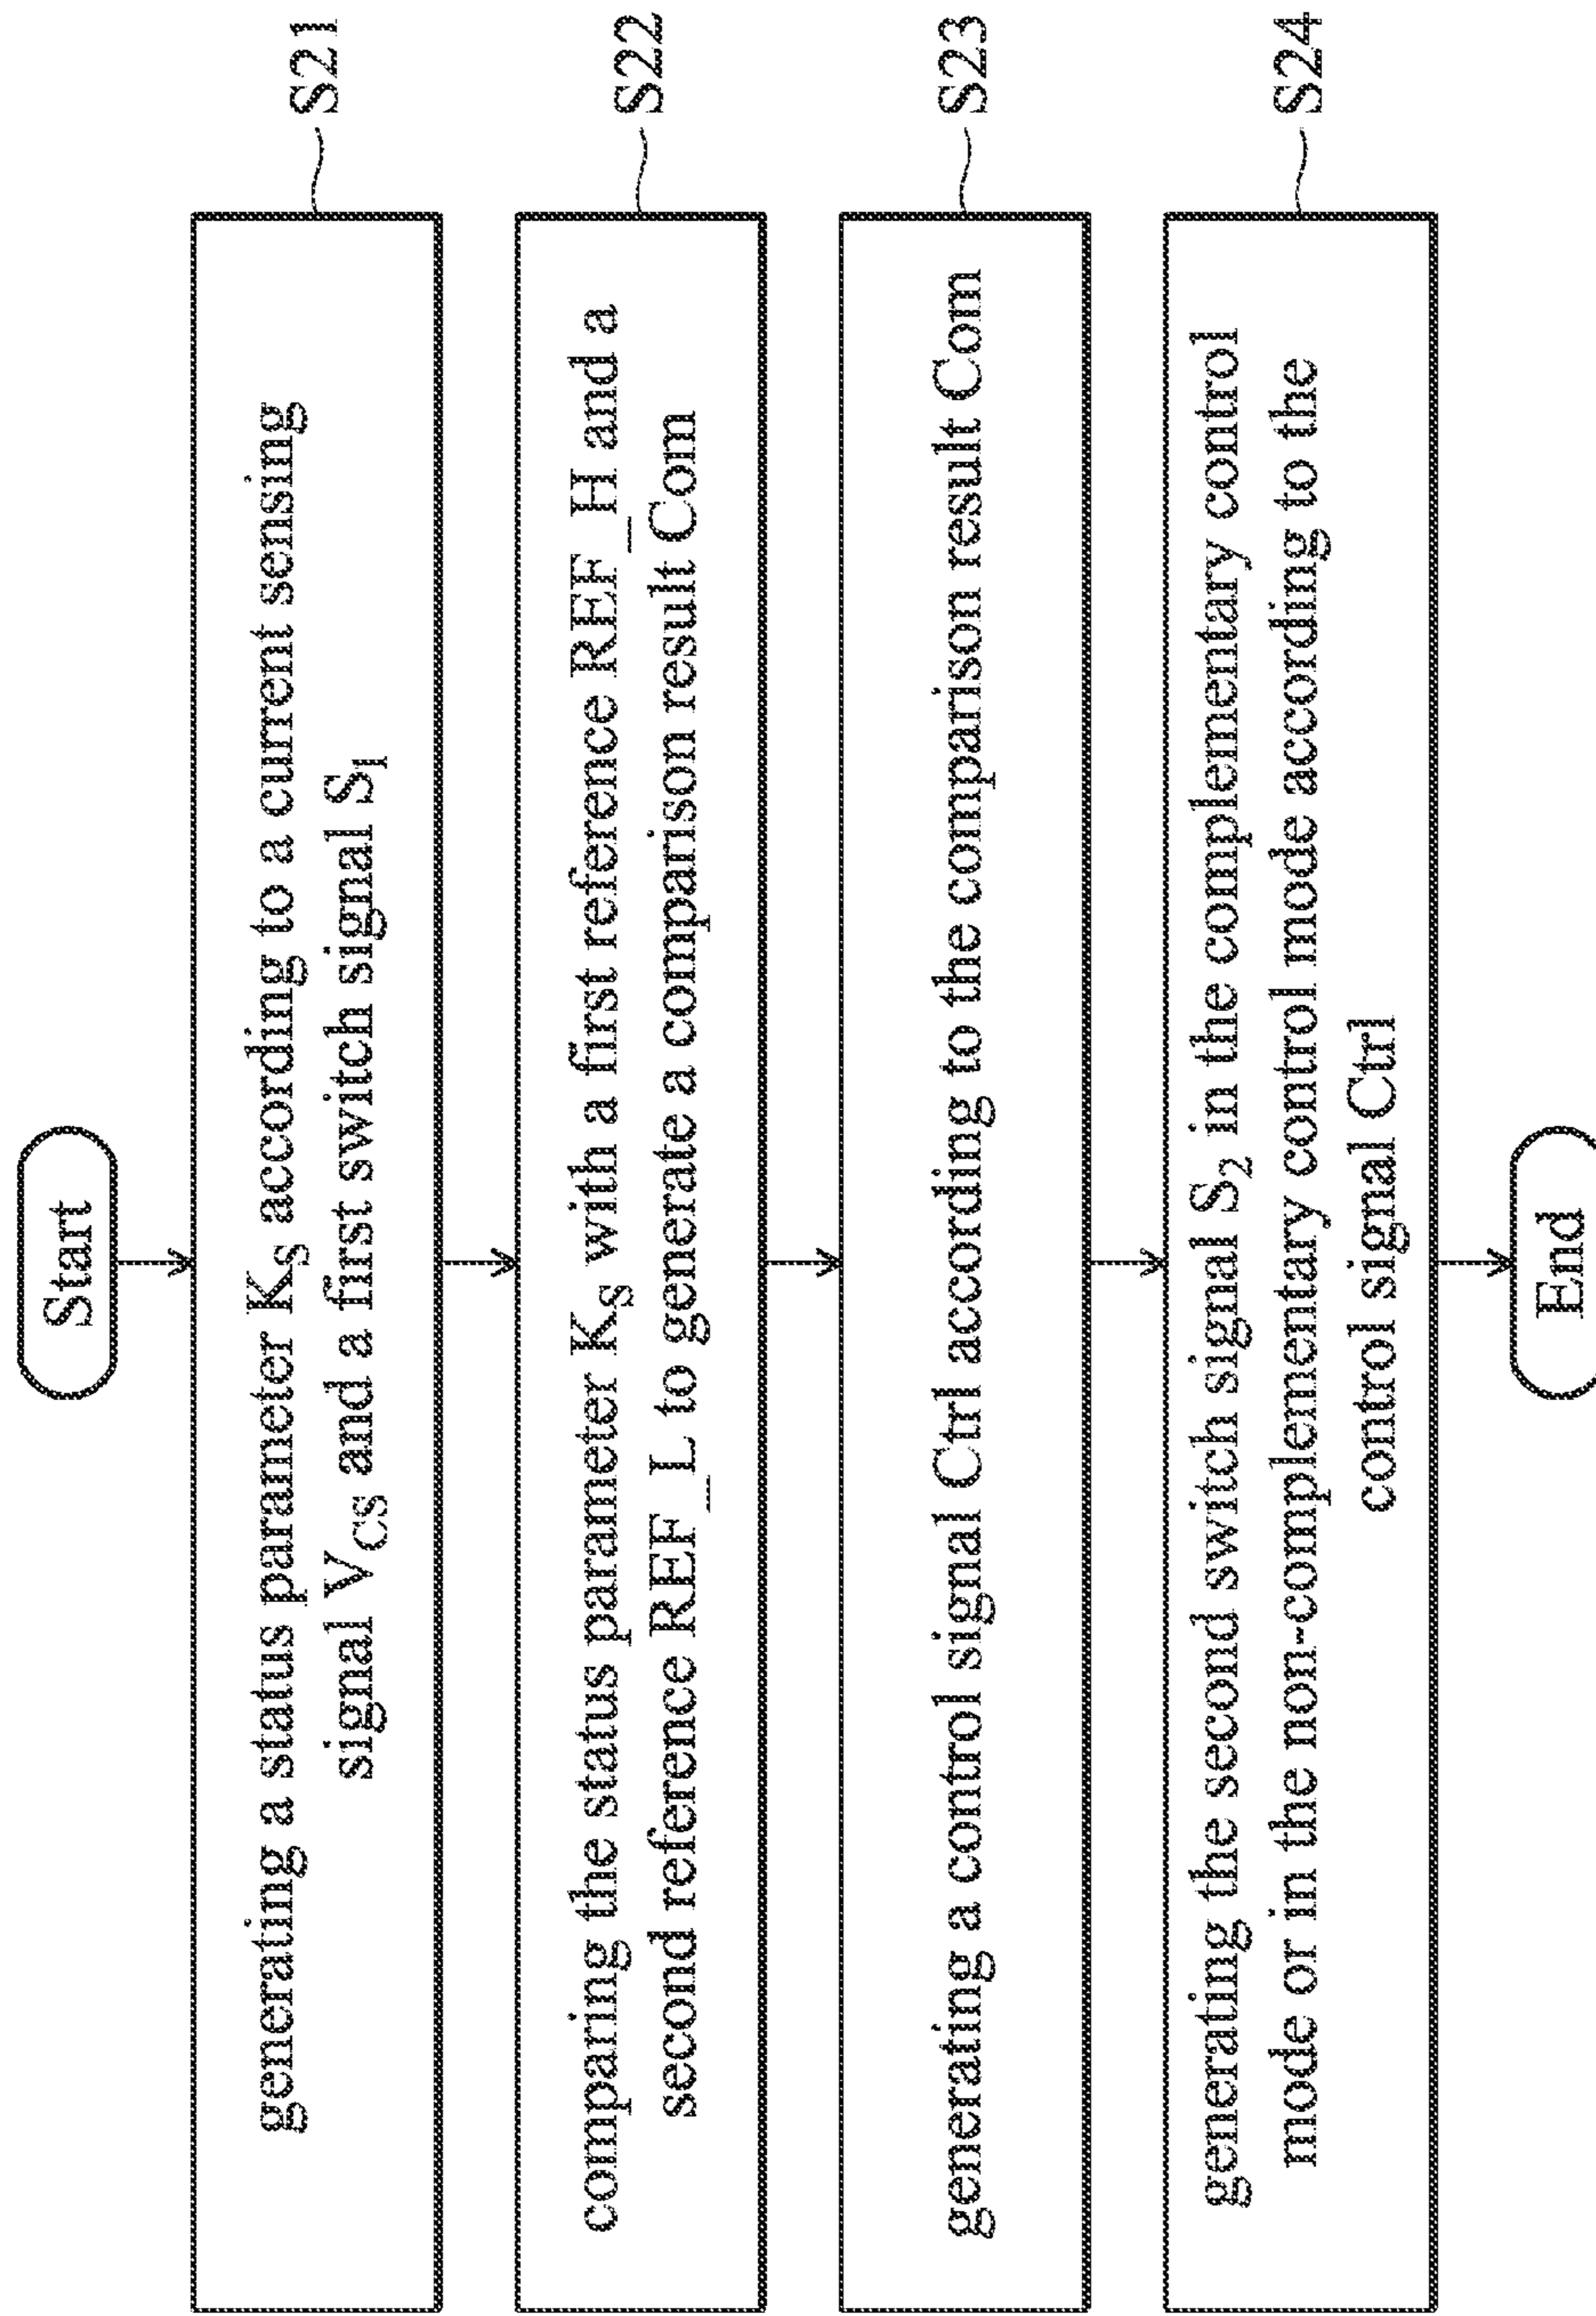 Start
generating a status parameter K_S according to a current sensing
signal V_CS and a first switch signal S_1
S21
comparing the status parameter K_S with a first reference REF_H and a
second reference REF_L to generate a comparison result Com
S22
generating a control signal Ctrl according to the comparison result Com
S23
generating the second switch signal S_2 in the complementary control
mode or in the non-complementary control mode according to the
control signal Ctrl
S24
End